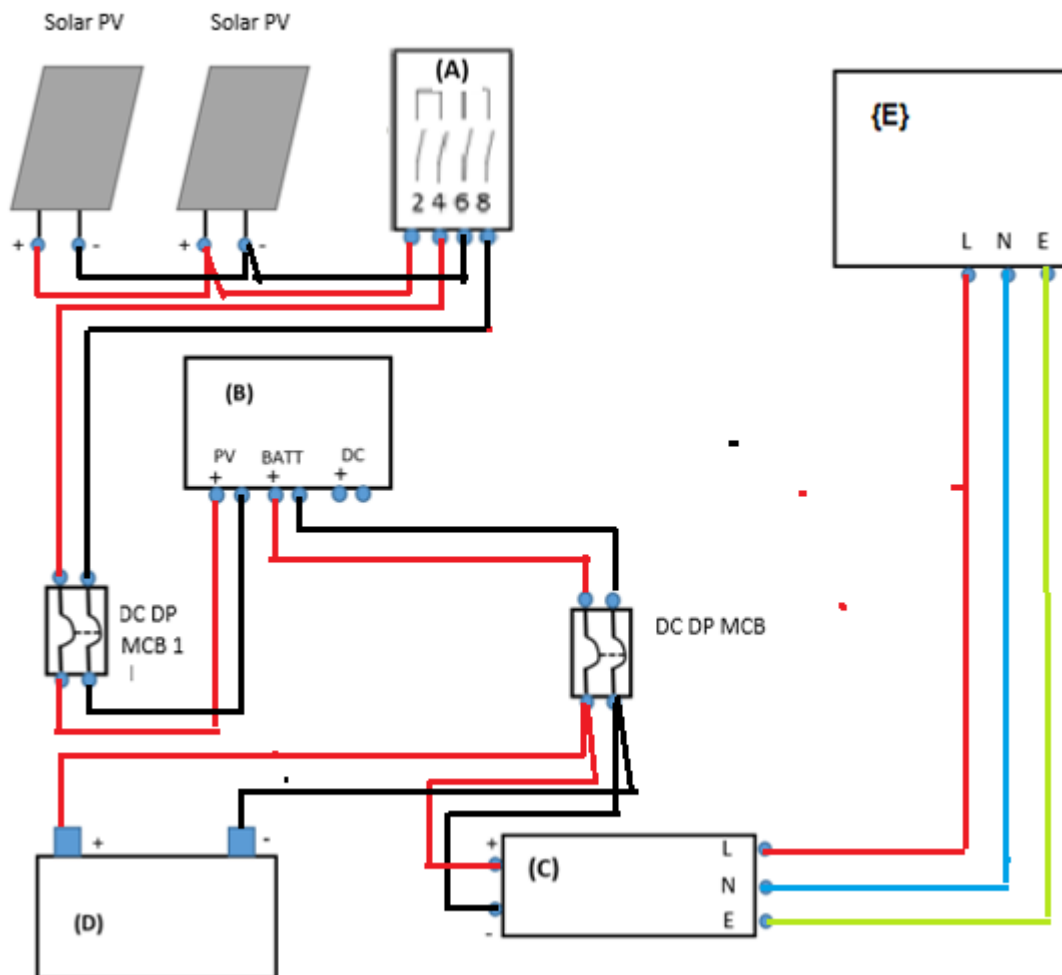 Solar PV
Solar PV
(A)
2 4 6 8
{E}
L N E
+ - + -
(B)
PV BATT DC
+ + +
DC DP
MCB 1
DC DP MCB
+ -
(D)
+
-
(C)
L
N
E